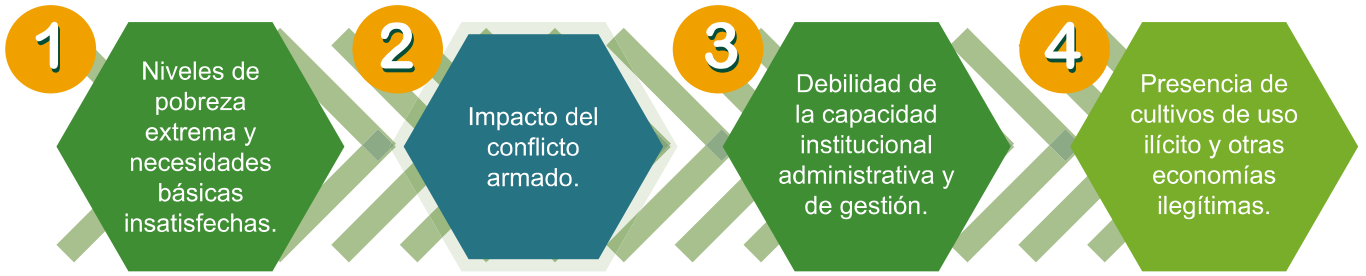 1
Niveles de
pobreza
extrema y
necesidades
básicas
insatisfechas.
2
Impacto del
conflicto
armado.
3
Debilidad de
la capacidad
institucional
administrativa y
de gestión.
4
Presencia de
cultivos de uso
ilícito y otras
economías
ilegítimas.